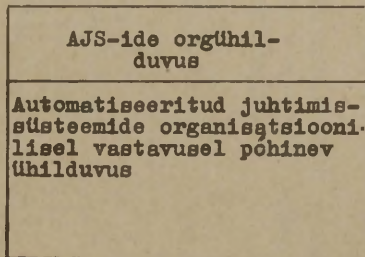 AJS-ide orgühil-
duvus
Automatiseeritud juhtimis-
süsteemide organisatsiooni-
lisel vastavusel põhinev
ühilduvus